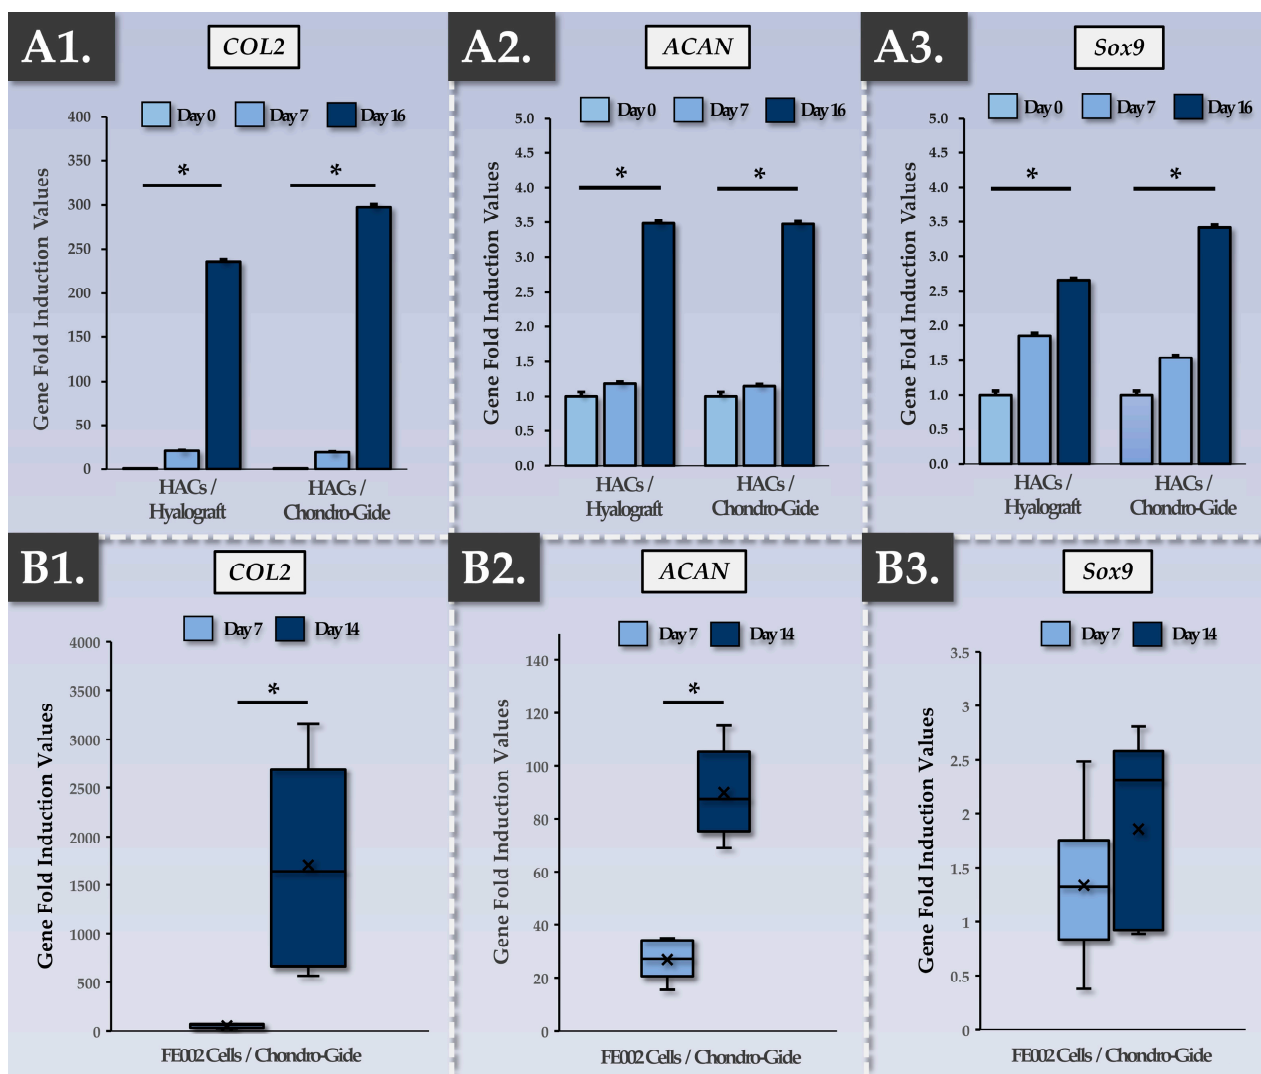 A1.
COL2
Day 0
Day 7
Day 16
*
*
Gene Fold Induction Values
400
350
300
250
200
150
100
50
0
HACs /
Hyalograft
HACs /
Chondro-Gide
A2.
ACAN
Day 0
Day 7
Day 16
*
*
Gene Fold Induction Values
5.0
4.5
4.0
3.5
3.0
2.5
2.0
1.5
1.0
0.5
0.0
HACs /
Hyalograft
HACs /
Chondro-Gide
A3.
Sox9
Day 0
Day 7
Day 16
*
*
Gene Fold Induction Values
5.0
4.5
4.0
3.5
3.0
2.5
2.0
1.5
1.0
0.5
0.0
HACs /
Hyalograft
HACs /
Chondro-Gide
B1.
COL2
Day 7
Day 14
*
Gene Fold Induction Values
4000
3500
3000
2500
2000
1500
1000
500
0
FE002 Cells / Chondro-Gide
B2.
ACAN
Day 7
Day 14
*
Gene Fold Induction Values
140
120
100
80
60
40
20
0
FE002 Cells / Chondro-Gide
B3.
Sox9
Day 7
Day 14
Gene Fold Induction Values
3.5
3
2.5
2
1.5
1
0.5
0
FE002 Cells / Chondro-Gide